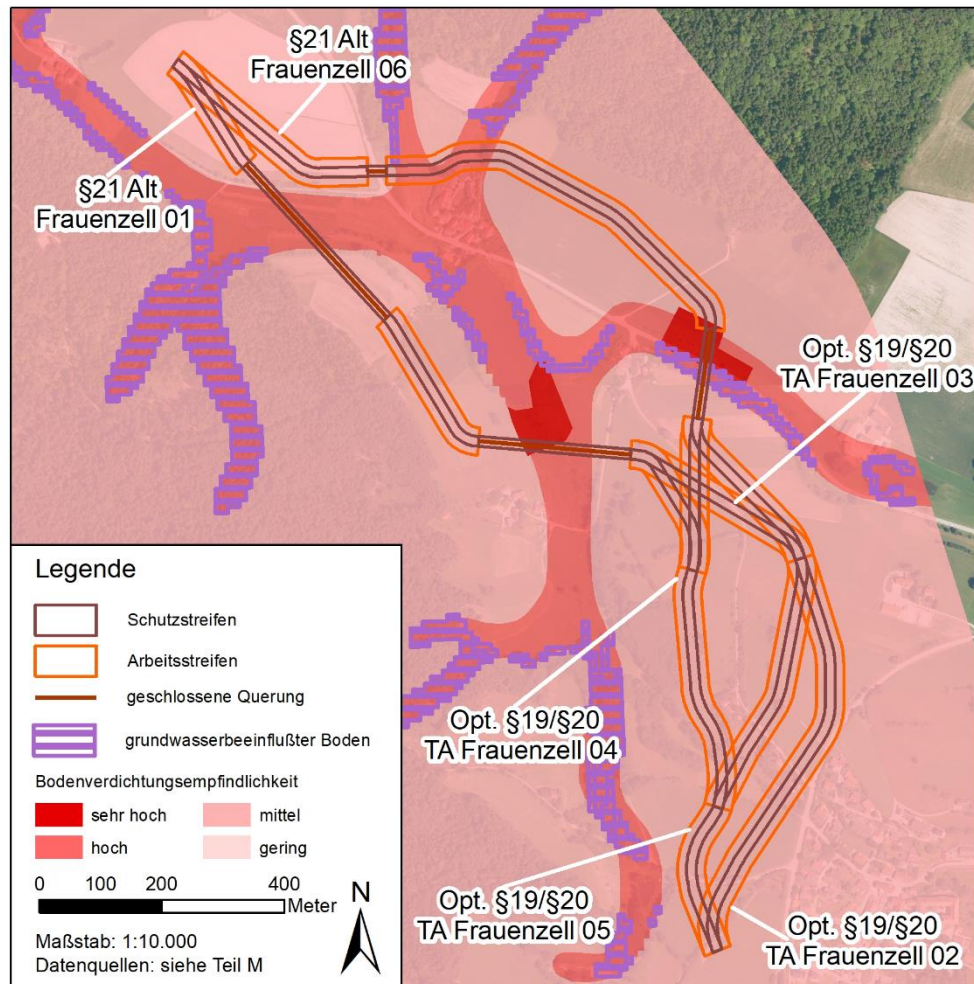 §21 Alt
Frauenzell 06
§21 Alt
Frauenzell 01
Opt. §19/§20
TA Frauenzell 03
Opt. §19/§20
TA Frauenzell 04
Opt. §19/§20
TA Frauenzell 05
Opt. §19/§20
TA Frauenzell 02
Legende
Schutzstreifen
Arbeitsstreifen
geschlossene Querung
grundwasserbeeinflußter Boden
Bodenverdichtungsempfindlichkeit
sehr hoch
mittel
hoch
gering
0 100 200 400
Meter
N
Maßstab: 1:10.000
Datenquellen: siehe Teil M